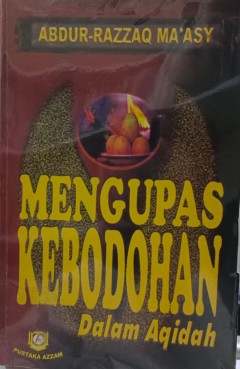 ABDUR-RAZZAQ MA'ASY
MENGUPAS
KEBODOHAN
Dalam Aqidah
PUSTAKA AZZAM